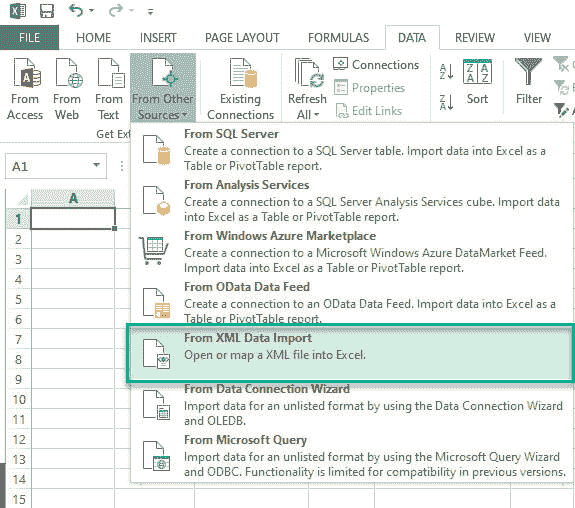 FILE HOME INSERT PAGE LAYOUT FORMULAS DATA REVIEW VIEW
From Access
From Web
From Text
From Other Sources
Existing Connections
Refresh All
Connections
Properties
Edit Links
Sort
Filter
Get Ext
A1
A
From SQL Server
Create a connection to a SQL Server table. Import data into Excel as a
Table or PivotTable report.
From Analysis Services
Create a connection to a SQL Server Analysis Services cube. Import data
into Excel as a Table or PivotTable report.
From Windows Azure Marketplace
Create a connection to a Microsoft Windows Azure DataMarket Feed.
Import data into Excel as a Table or PivotTable report.
From OData Data Feed
Create a connection to an OData Data Feed. Import data into Excel as a
Table or PivotTable report.
From XML Data Import
Open or map a XML file into Excel.
From Data Connection Wizard
Import data for an unlisted format by using the Data Connection Wizard
and OLEDB.
From Microsoft Query
Import data for an unlisted format by using the Microsoft Query Wizard
and ODBC. Functionality is limited for compatibility in previous versions.
1
2
3
4
5
6
7
8
9
10
11
12
13
14
15